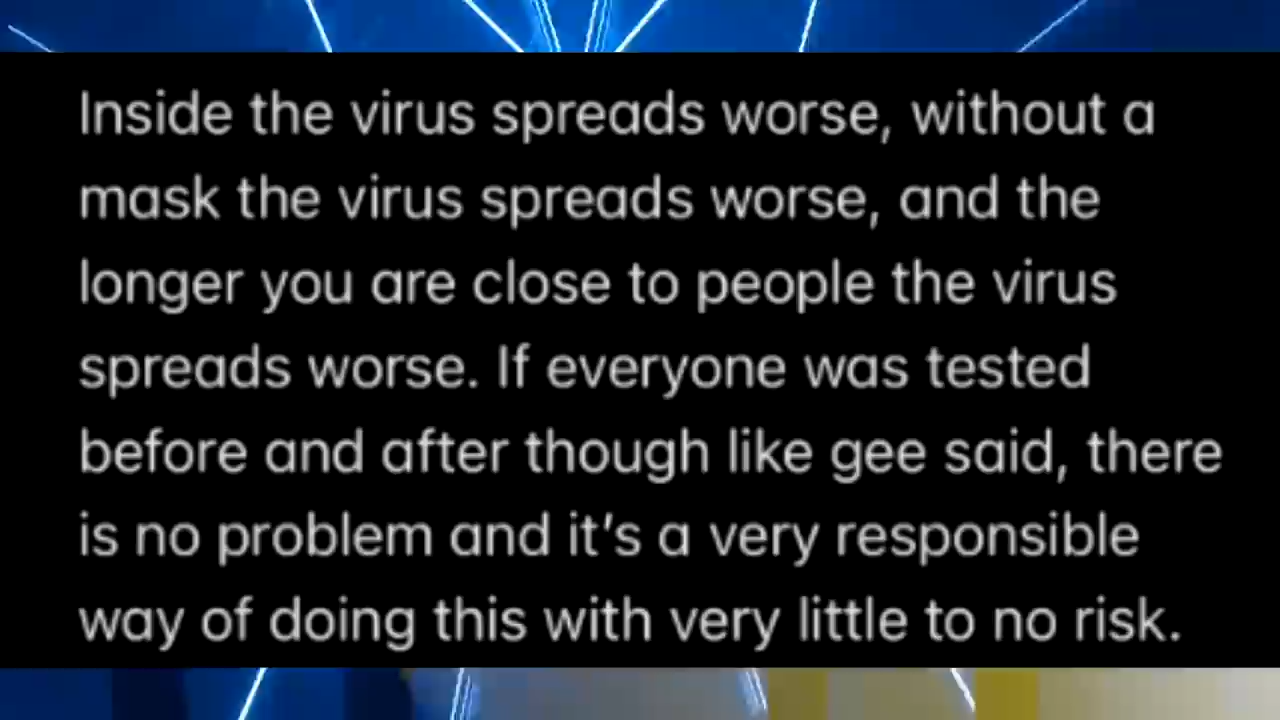 Inside the virus spreads worse, without a
mask the virus spreads worse, and the
longer you are close to people the virus
spreads worse. If everyone was tested
before and after though like gee said, there
is no problem and it's a very responsible
way of doing this with very little to no risk.